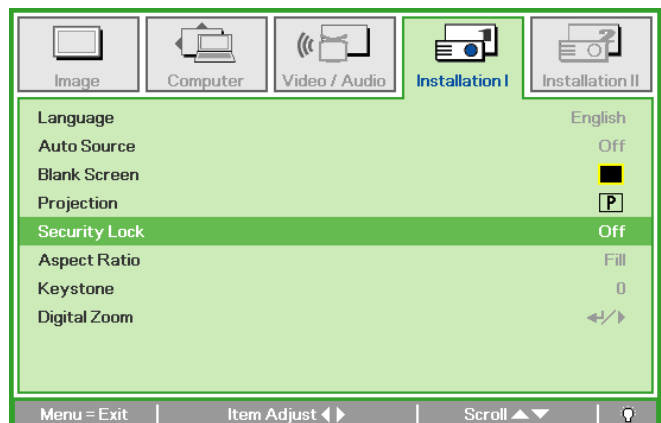 Image Computer Video / Audio Installation I Installation II
Language English
Auto Source Off
Blank Screen
Projection P
Security Lock Off
Aspect Ratio Fill
Keystone 0
Digital Zoom
Menu = Exit Item Adjust Scroll